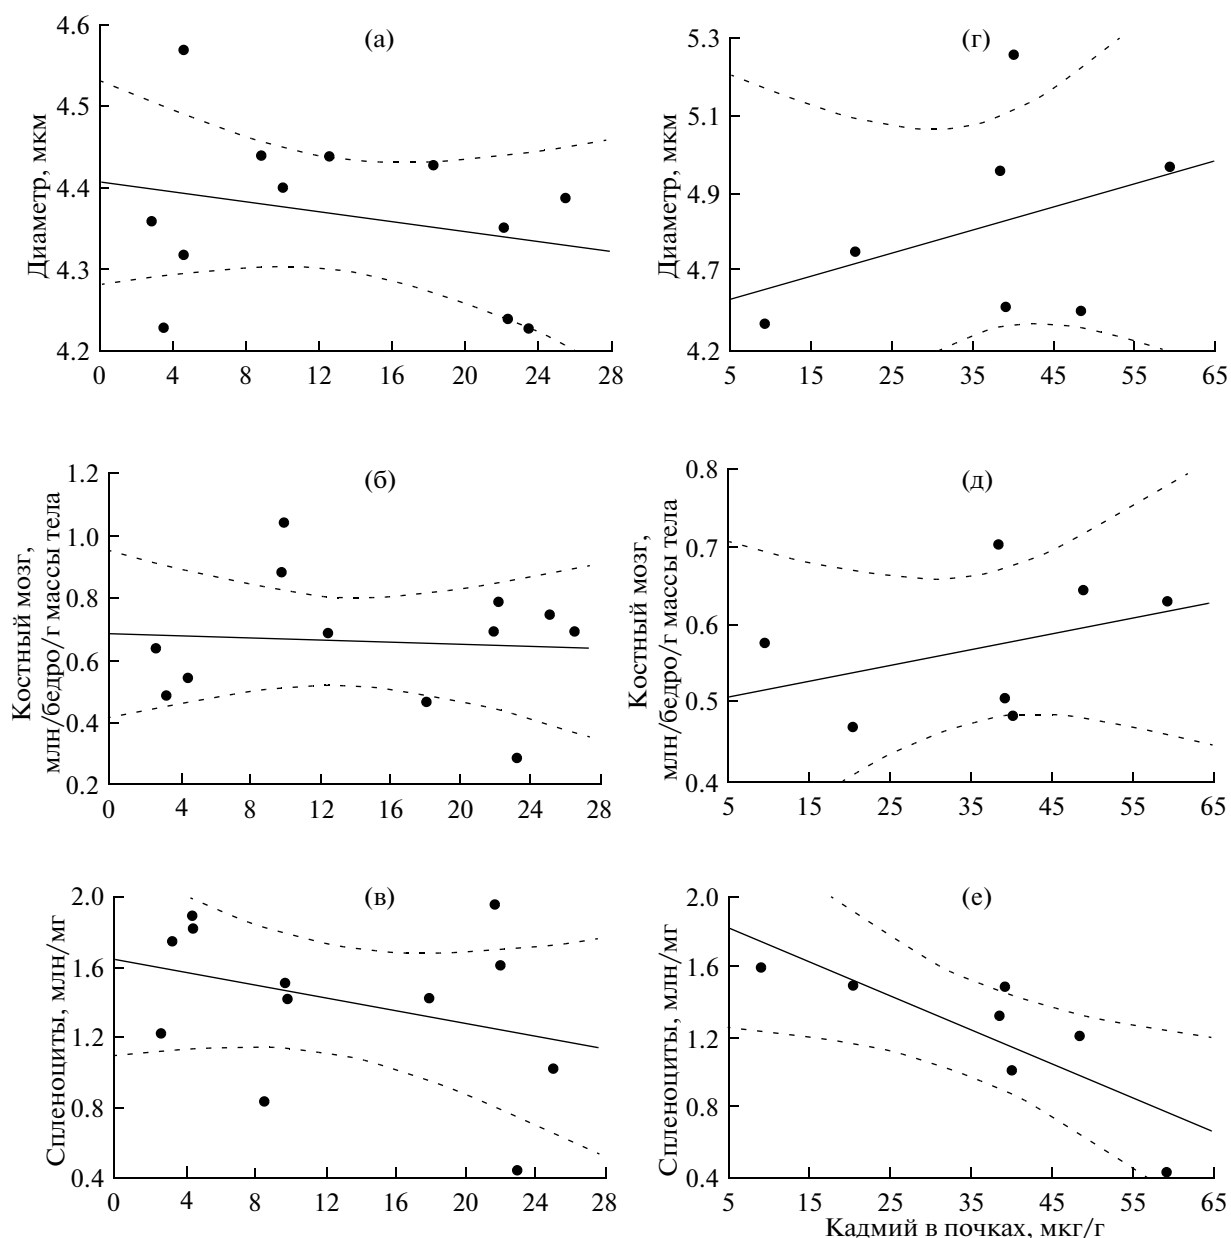 (а)
4.6
4.5
4.4
4.3
4.2
Диаметр, мкм
0 4 8 12 16 20 24 28
(г)
5.3
5.1
4.9
4.7
4.2
Диаметр, мкм
5 15 25 35 45 55 65
(б)
1.2
1.0
0.8
0.6
0.4
0.2
Костный мозг,
млн/бедро/г массы тела
0 4 8 12 16 20 24 28
(д)
0.8
0.7
0.6
0.5
0.4
Костный мозг,
млн/бедро/г массы тела
5 15 25 35 45 55 65
(в)
2.0
1.6
1.2
0.8
0.4
Спленоциты, млн/мг
0 4 8 12 16 20 24 28
(е)
2.0
1.6
1.2
0.8
0.4
Спленоциты, млн/мг
5 15 25 35 45 55 65
Кадмий в почках, мкг/г